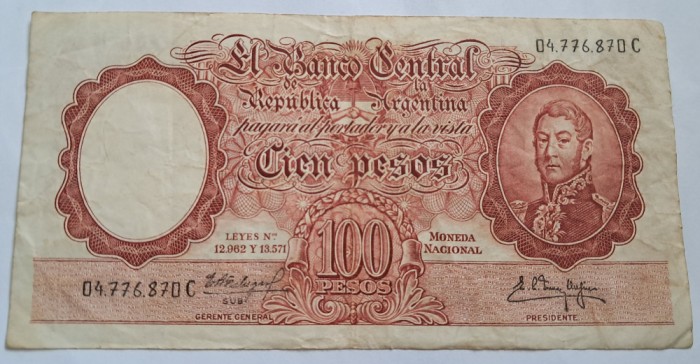 04.776.870 C
El Banco Central
de la
República Argentina
pagará al portador y a la vista
Cien pesos
LEYES Nos
12.962 Y 13.571
100
PESOS
MONEDA
NACIONAL
04.776.870 C
SUB-
GERENTE GENERAL
PRESIDENTE